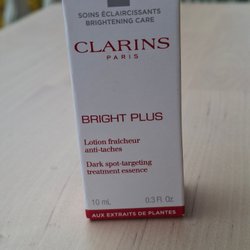 SOINS ÉCLAIRCISSANTS
BRIGHTENING CARE
CLARINS
PARIS
BRIGHT PLUS
Lotion fraîcheur
anti-taches
Dark spot-targeting
treatment essence
10 mL 0.3 Fl. Oz.
AUX EXTRAITS DE PLANTES